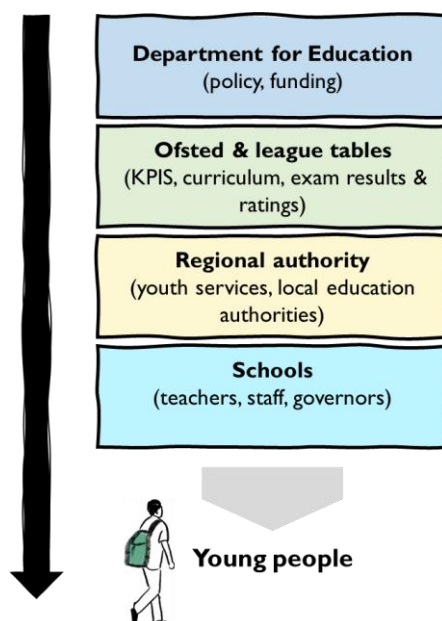 Department for Education
(policy, funding)
Ofsted & league tables
(KPIS, curriculum, exam results &
ratings)
Regional authority
(youth services, local education
authorities)
Schools
(teachers, staff, governors)
Young people